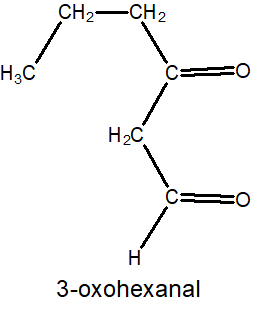 CH₂ CH₂
H₃C C O
H₂C
C O
H
3-oxohexanal